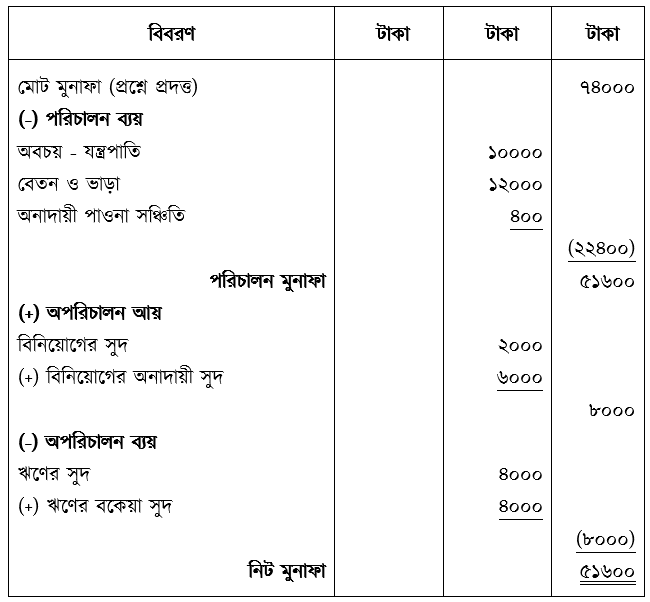 বিবরণ টাকা টাকা টাকা
মোট মুনাফা (প্রশ্নে প্রদত্ত) ৭৪০০০
(–) পরিচালন ব্যয়
অবচয় - যন্ত্রপাতি ১০০০০
বেতন ও ভাড়া ১২০০০
অনাদায়ী পাওনা সঞ্চিতি ৪০০
(২২৪০০)
পরিচালন মুনাফা ৫১৬০০
(+) অপরিচালন আয়
বিনিয়োগের সুদ ২০০০
(+) বিনিয়োগের অনাদায়ী সুদ ৬০০০
৮০০০
(–) অপরিচালন ব্যয়
ঋণের সুদ ৪০০০
(+) ঋণের বকেয়া সুদ ৪০০০
(৮০০০)
নিট মুনাফা ৫১৬০০